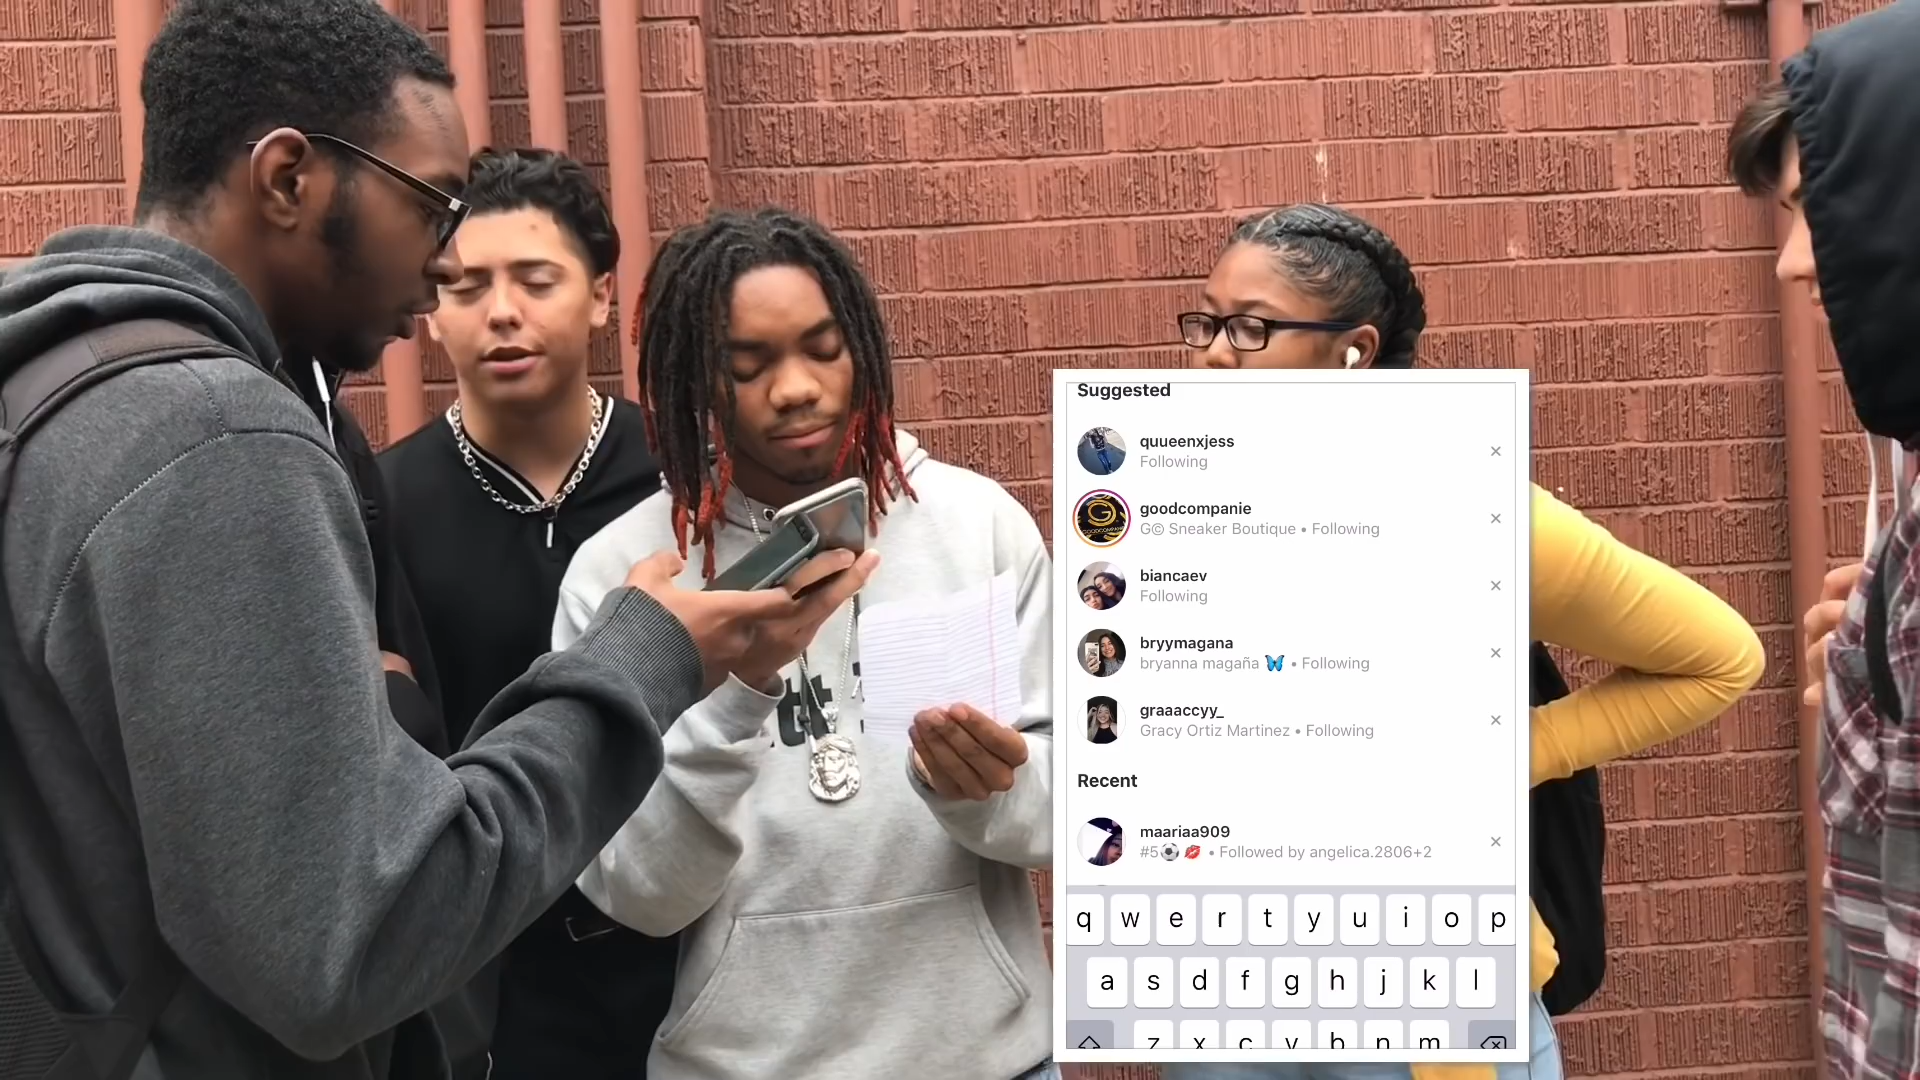 Suggested
quueenxjess
Following
goodcompanie
G© Sneaker Boutique • Following
biancaev
Following
bryymagana
bryanna magaña 🦋 • Following
graaaccyy_
Gracy Ortiz Martinez • Following
Recent
maariaa909
#5⚽💋 • Followed by angelica.2806+2
q w e r t y u i o p
a s d f g h j k l
z x c v b n m